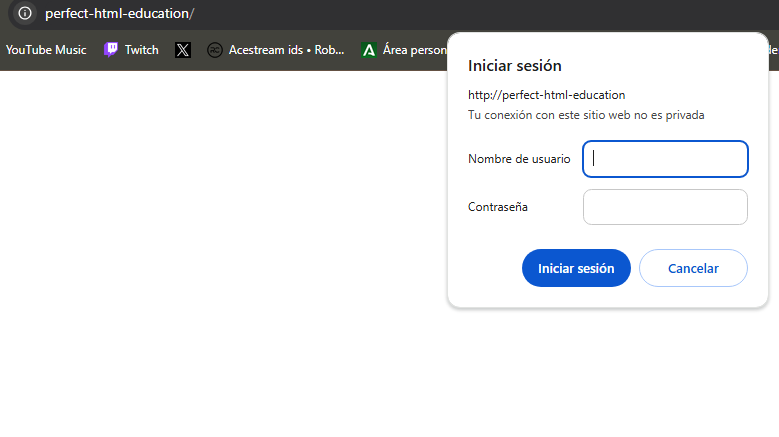 perfect-html-education/
YouTube Music Twitch Acestream ids • Rob... Área person
Iniciar sesión
http://perfect-html-education
Tu conexión con este sitio web no es privada
Nombre de usuario
Contraseña
Iniciar sesión Cancelar